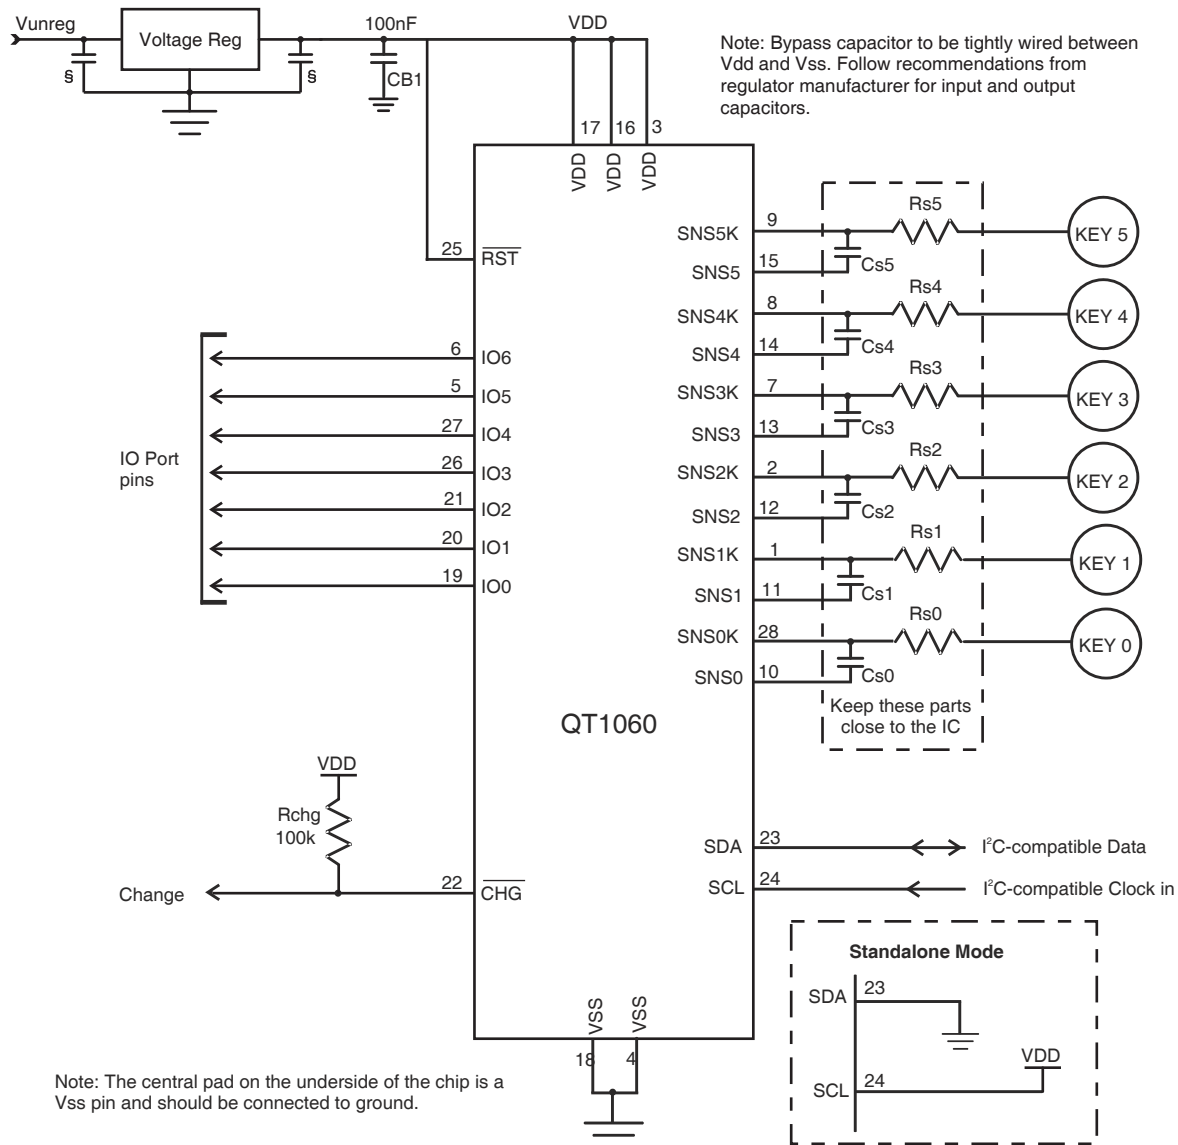 Vunreg
Voltage Reg
§
§
100nF
CB1
VDD
Note: Bypass capacitor to be tightly wired between
Vdd and Vss. Follow recommendations from
regulator manufacturer for input and output
capacitors.
17 16 3
VDD VDD VDD
25 RST
IO Port
pins
6 IO6
5 IO5
27 IO4
26 IO3
21 IO2
20 IO1
19 IO0
SNS5K 9 Rs5 KEY 5
SNS5 15 Cs5
SNS4K 8 Rs4 KEY 4
SNS4 14 Cs4
SNS3K 7 Rs3 KEY 3
SNS3 13 Cs3
SNS2K 2 Rs2 KEY 2
SNS2 12 Cs2
SNS1K 1 Rs1 KEY 1
SNS1 11 Cs1
SNS0K 28 Rs0 KEY 0
SNS0 10 Cs0
Keep these parts
close to the IC
QT1060
VDD
Rchg
100k
Change 22 CHG
SDA 23 I²C-compatible Data
SCL 24 I²C-compatible Clock in
Standalone Mode
SDA 23
VDD
SCL 24
VSS VSS
18 4
Note: The central pad on the underside of the chip is a
Vss pin and should be connected to ground.